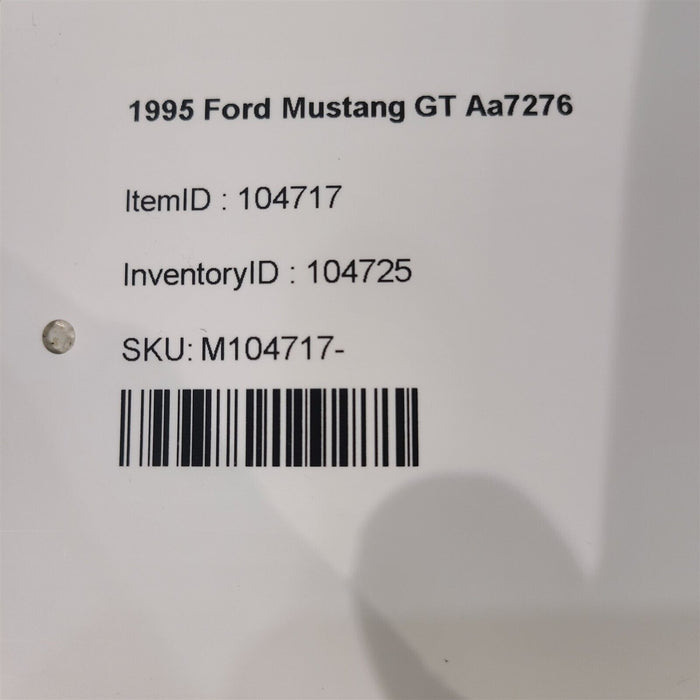 1995 Ford Mustang GT Aa7276
ItemID : 104717
InventoryID : 104725
SKU: M104717-